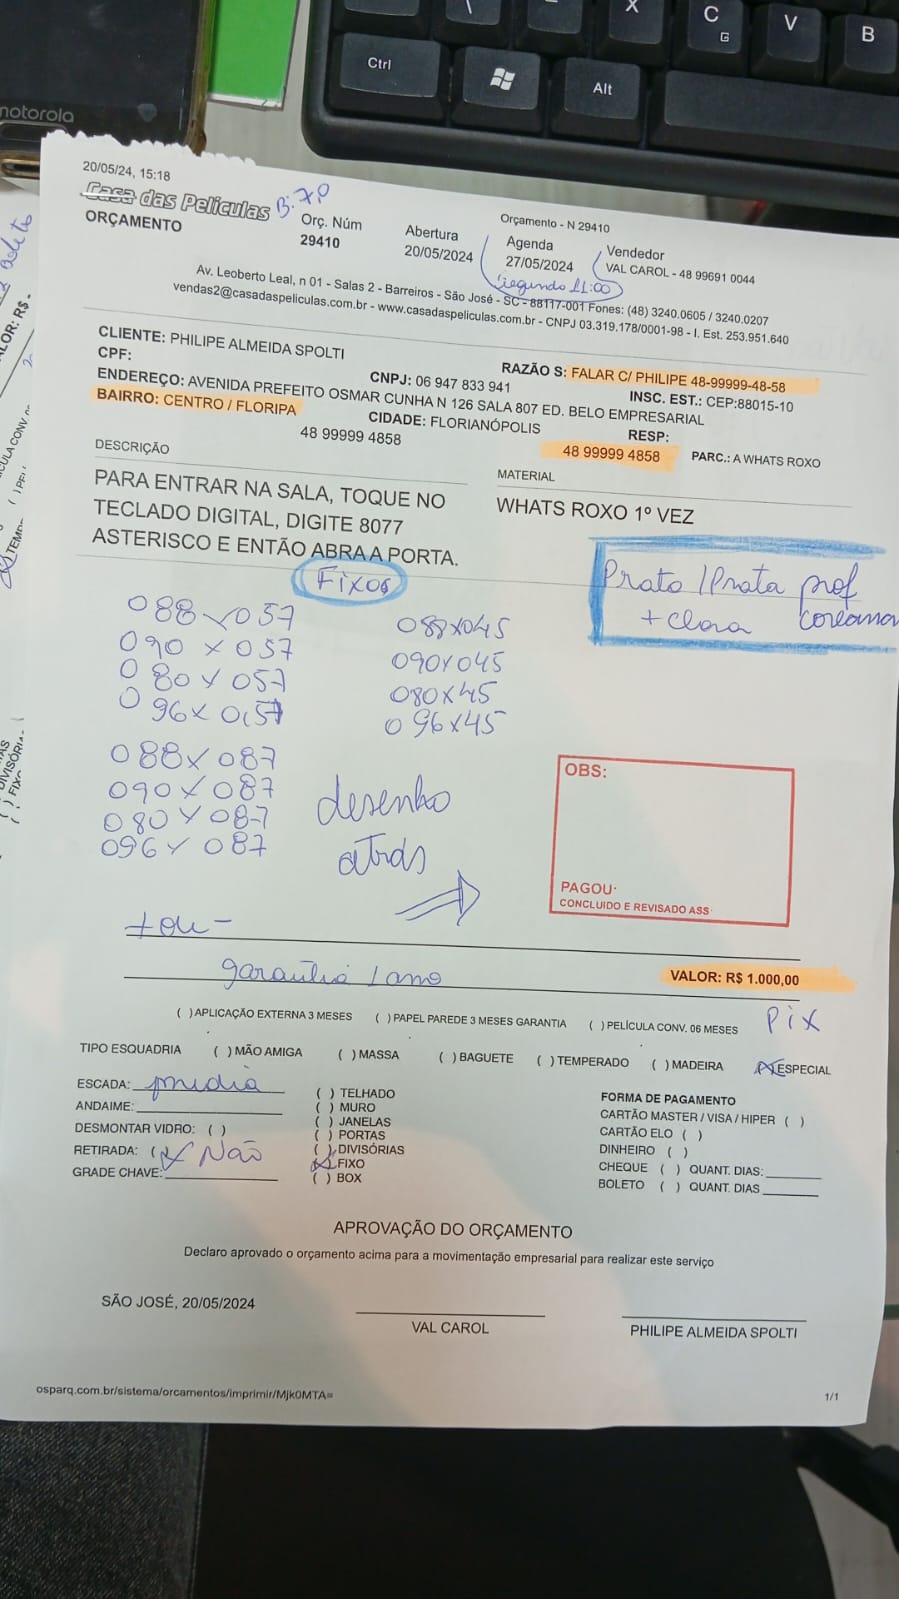 motorola
Ctrl
Alt
X
C
G
V
B
20/05/24, 15:18
Orçamento - N 29410
Casa das Películas
ORÇAMENTO
Orç. Núm
29410
Abertura
20/05/2024
Agenda
27/05/2024
Vendedor
VAL CAROL - 48 99691 0044
segundo 11:00
Av. Leoberto Leal, n 01 - Salas 2 - Barreiros - São José - SC - 88117-001 Fones: (48) 3240.0605 / 3240.0207
vendas2@casadaspeliculas.com.br - www.casadaspeliculas.com.br - CNPJ 03.319.178/0001-98 - I. Est. 253.951.640
CLIENTE: PHILIPE ALMEIDA SPOLTI
RAZÃO S: FALAR C/ PHILIPE 48-99999-48-58
CPF:
CNPJ: 06 947 833 941
INSC. EST.: CEP:88015-10
ENDEREÇO: AVENIDA PREFEITO OSMAR CUNHA N 126 SALA 807 ED. BELO EMPRESARIAL
BAIRRO: CENTRO / FLORIPA
CIDADE: FLORIANÓPOLIS
RESP:
48 99999 4858
48 99999 4858
PARC.: A WHATS ROXO
DESCRIÇÃO
MATERIAL
PARA ENTRAR NA SALA, TOQUE NO
TECLADO DIGITAL, DIGITE 8077
ASTERISCO E ENTÃO ABRA A PORTA.
WHATS ROXO 1º VEZ
Fixos
Prata / Prata prof
+ clara coreana
088x057
090x057
080x057
096x0,57
088x045
090x045
080x45
096x45
088x087
090x087
080x087
096x087
desenho
atrás
OBS:
PAGOU:
CONCLUIDO E REVISADO ASS:
+ ou -
garantia 1 ano
VALOR: R$ 1.000,00
Pix
( )APLICAÇÃO EXTERNA 3 MESES ( )PAPEL PAREDE 3 MESES GARANTIA ( )PELÍCULA CONV. 06 MESES
TIPO ESQUADRIA ( )MÃO AMIGA ( )MASSA ( )BAGUETE ( )TEMPERADO ( )MADEIRA (X)ESPECIAL
ESCADA: média
ANDAIME:
DESMONTAR VIDRO: ( )
RETIRADA: (X Não
GRADE CHAVE:
( ) TELHADO
( ) MURO
( ) JANELAS
( ) PORTAS
( ) DIVISÓRIAS
(X) FIXO
( ) BOX
FORMA DE PAGAMENTO
CARTÃO MASTER / VISA / HIPER ( )
CARTÃO ELO ( )
DINHEIRO ( )
CHEQUE ( ) QUANT. DIAS:
BOLETO ( ) QUANT. DIAS
APROVAÇÃO DO ORÇAMENTO
Declaro aprovado o orçamento acima para a movimentação empresarial para realizar este serviço
SÃO JOSÉ, 20/05/2024
VAL CAROL
PHILIPE ALMEIDA SPOLTI
osparq.com.br/sistema/orcamentos/imprimir/Mjk0MTA=
1/1